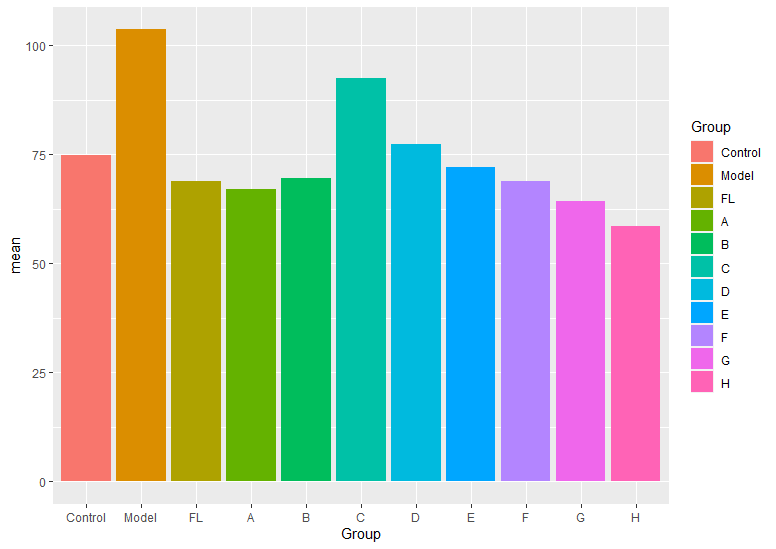 mean
100
75
50
25
0
Control Model FL A B C D E F G H
Group
Group
Control
Model
FL
A
B
C
D
E
F
G
H